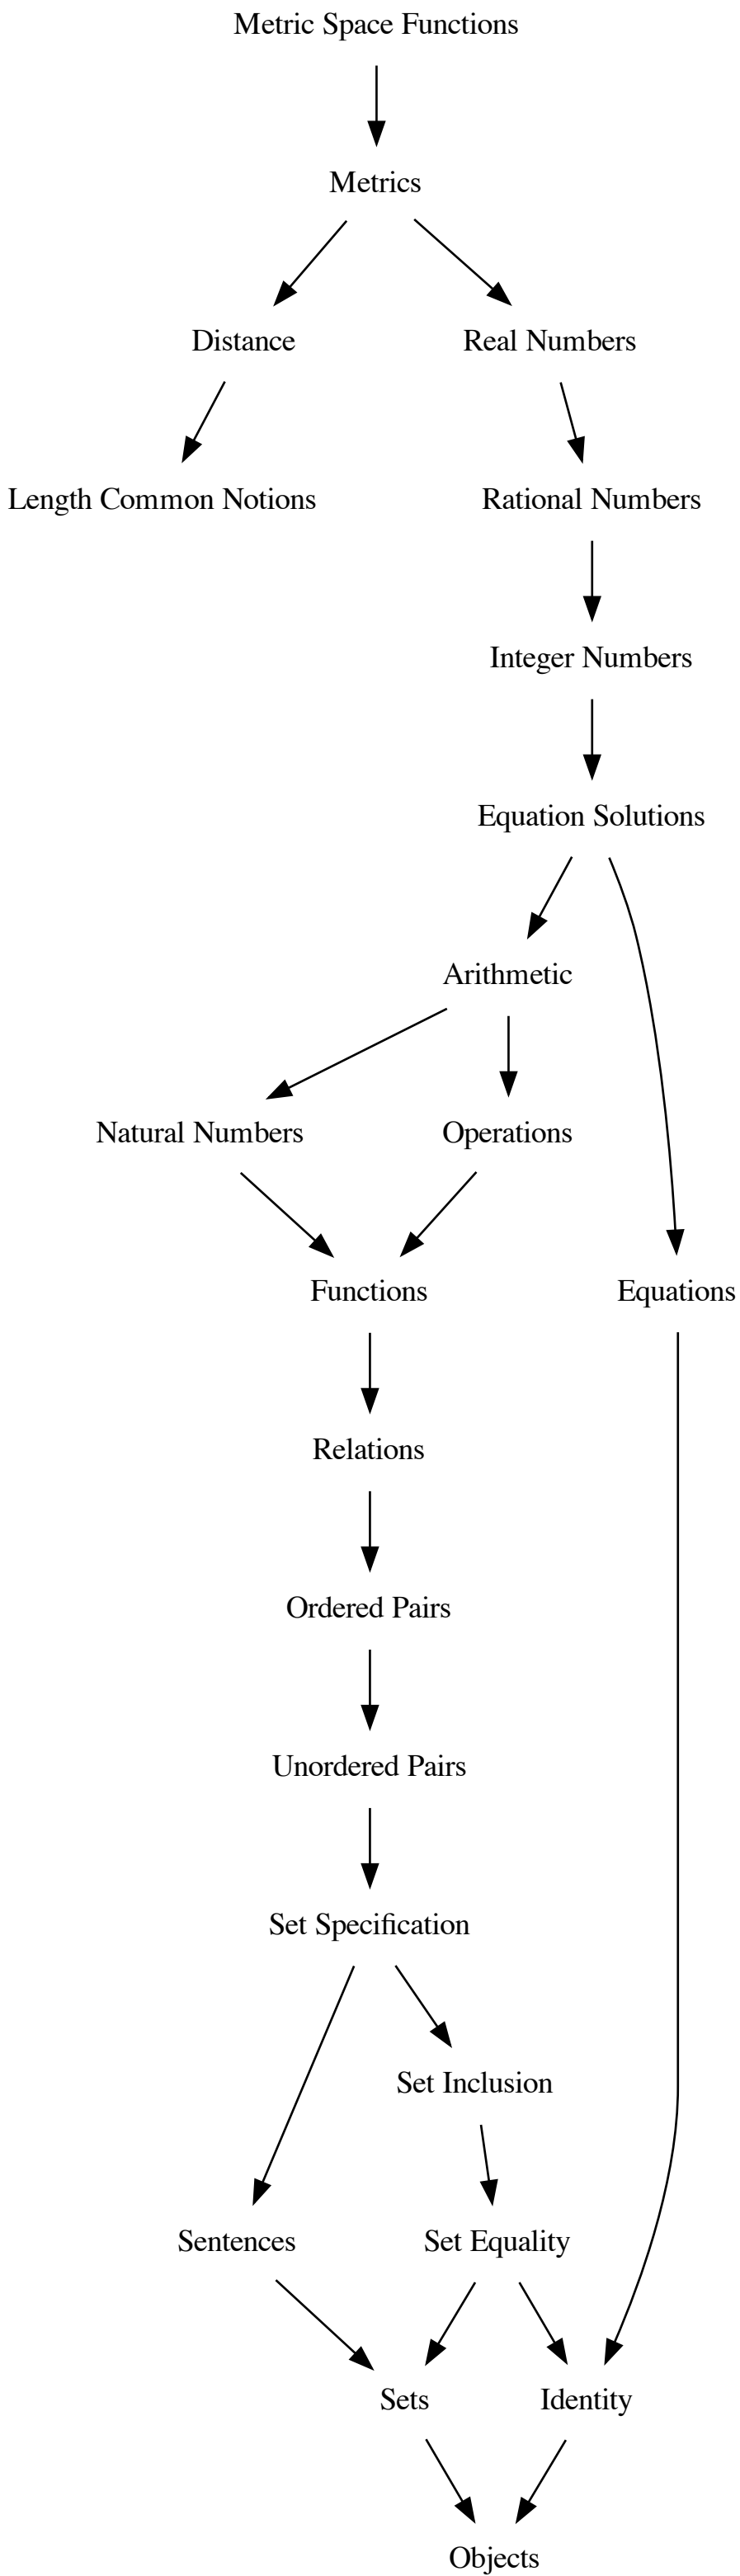 Metric Space Functions
Metrics
Distance
Real Numbers
Length Common Notions
Rational Numbers
Integer Numbers
Equation Solutions
Arithmetic
Natural Numbers
Operations
Functions
Equations
Relations
Ordered Pairs
Unordered Pairs
Set Specification
Set Inclusion
Sentences
Set Equality
Sets
Identity
Objects